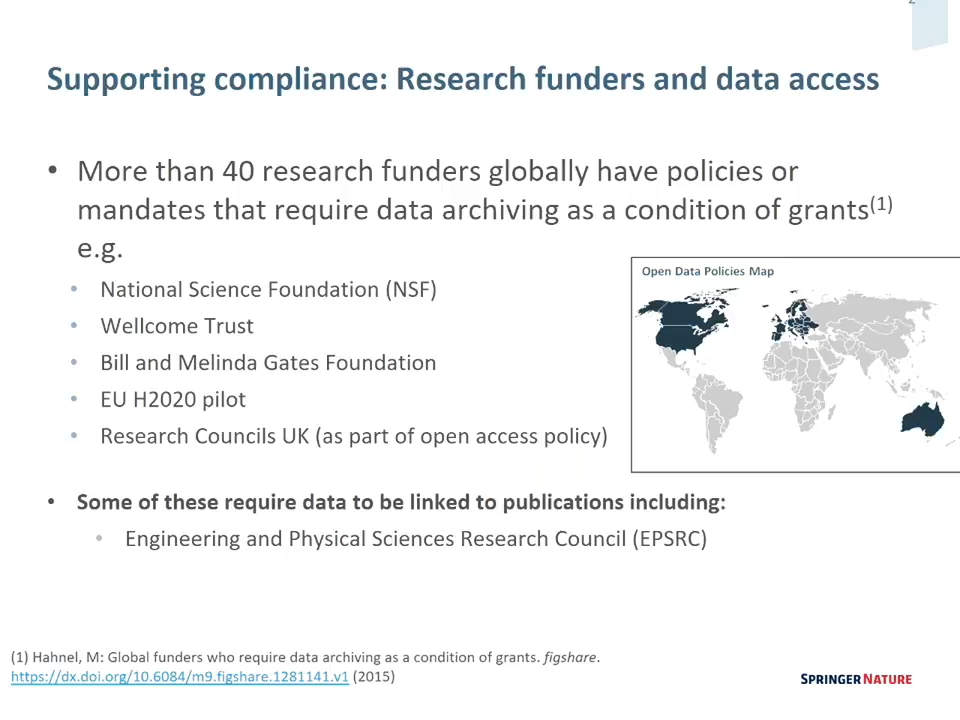 Supporting compliance: Research funders and data access
• More than 40 research funders globally have policies or
mandates that require data archiving as a condition of grants(1)
e.g.
• National Science Foundation (NSF)
• Wellcome Trust
• Bill and Melinda Gates Foundation
• EU H2020 pilot
• Research Councils UK (as part of open access policy)
Open Data Policies Map
• Some of these require data to be linked to publications including:
• Engineering and Physical Sciences Research Council (EPSRC)
(1) Hahnel, M: Global funders who require data archiving as a condition of grants. figshare.
https://dx.doi.org/10.6084/m9.figshare.1281141.v1 (2015)
SPRINGER NATURE